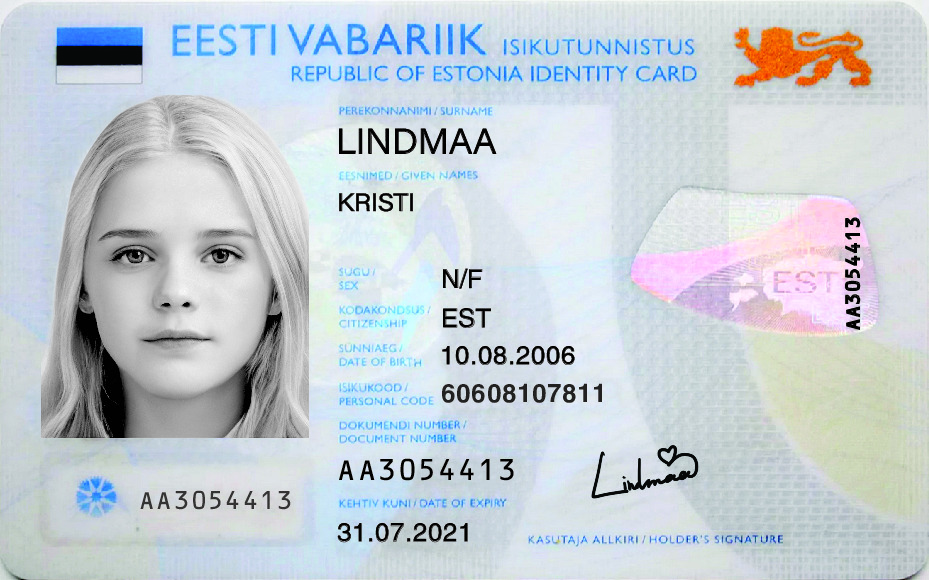 EESTI VABARIIK ISIKUTUNNISTUS
REPUBLIC OF ESTONIA IDENTITY CARD
PEREKONNANIMI / SURNAME
LINDMAA
EESNIMED / GIVEN NAMES
KRISTI
SUGU /
SEX
N/F
KODAKONDSUS /
CITIZENSHIP
EST
SÜNNIAEG /
DATE OF BIRTH
10.08.2006
ISIKUKOOD /
PERSONAL CODE
60608107811
DOKUMENDI NUMBER /
DOCUMENT NUMBER
AA3054413
KEHTIV KUNI / DATE OF EXPIRY
31.07.2021
AA3054413
EST
AA3054413
Lindmaa
KASUTAJA ALLKIRI / HOLDER'S SIGNATURE